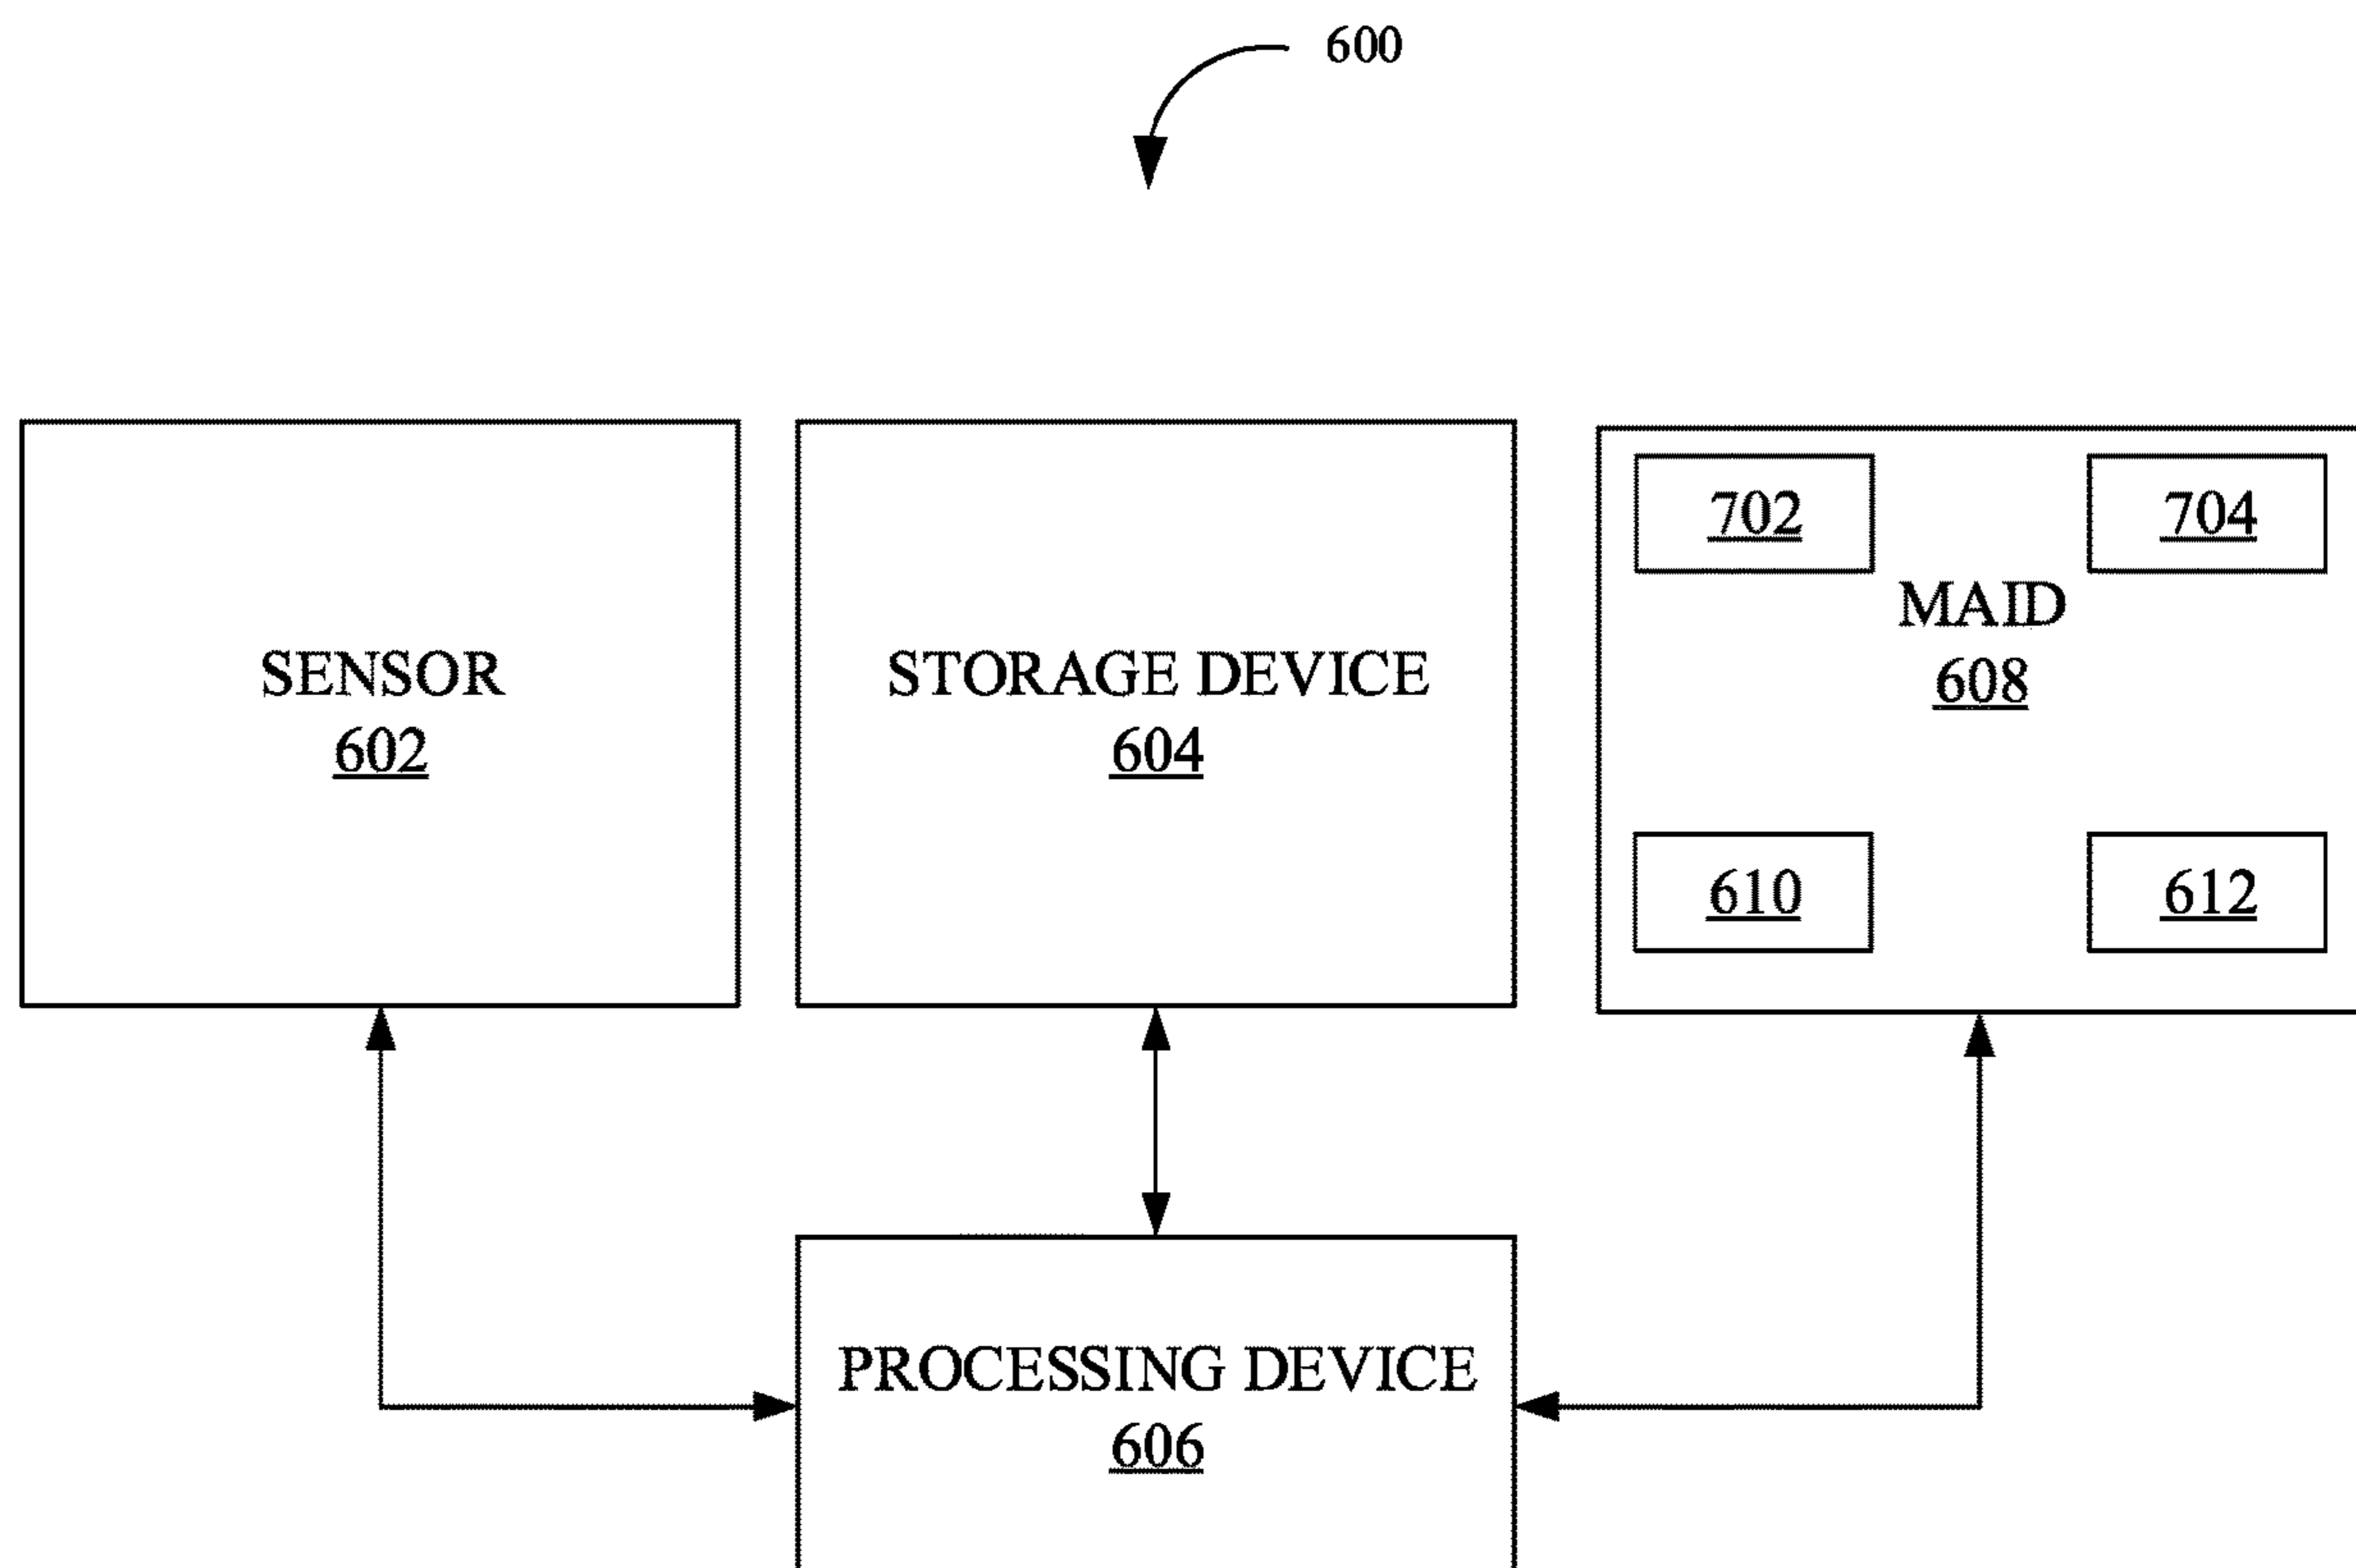 600
702
704
MAID
608
SENSOR
602
STORAGE DEVICE
604
610
612
PROCESSING DEVICE
606